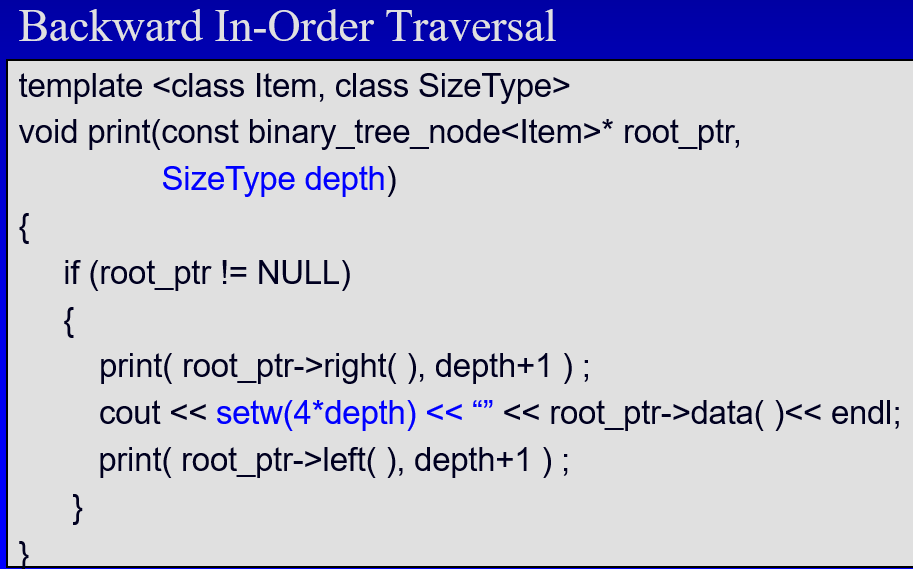 Backward In-Order Traversal
template <class Item, class SizeType>
void print(const binary_tree_node<Item>* root_ptr,
SizeType depth)
{
if (root_ptr != NULL)
{
print( root_ptr->right( ), depth+1 ) ;
cout << setw(4*depth) << “” << root_ptr->data( )<< endl;
print( root_ptr->left( ), depth+1 ) ;
}
}